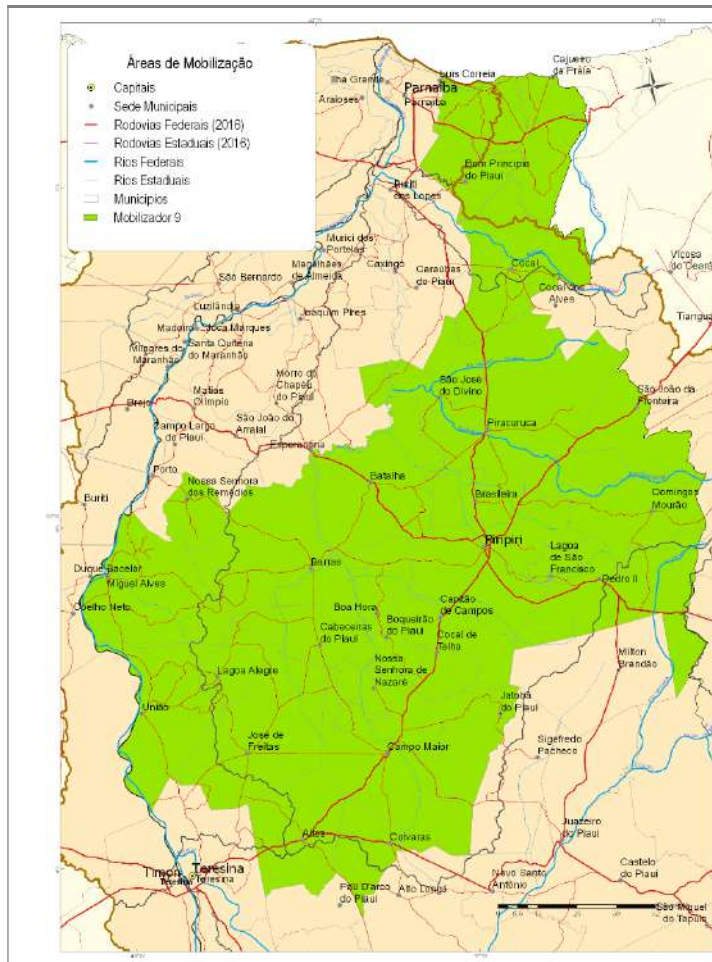 Áreas de Mobilização
Capitais
Sede Municipais
Rodovias Federais (2016)
Rodovias Estaduais (2016)
Rios Federais
Rios Estaduais
Municípios
Mobilizador 9
N
Ilha Grande
Luis Correia
Cajueiro
da Praia
Araioses
Parnaíba
Parnaíba
Bom Princípio
do Piauí
Buriti
dos Lopes
Murici dos
Portelas
Magalhães
de Almeida
Caxingó
Cocal
Viçosa
do Ceará
São Bernardo
Caraúbas
do Piauí
Cocal dos
Alves
Luzilândia
Joaquim Pires
Tianguá
Madeiro
Joca Marques
Santa Quitéria
do Maranhão
Milagres do
Maranhão
Morro do
Chapéu
do Piauí
São José
do Divino
São João da
Fronteira
Matias
Olímpio
Brejo
São João do
Arraial
Piracuruca
Campo Largo
do Piauí
Esperantina
Porto
Batalha
Nossa Senhora
dos Remédios
Brasileira
Domingos
Mourão
Buriti
Piripiri
Lagoa
de São
Francisco
Barras
Duque Bacelar
Miguel Alves
Pedro II
Coelho Neto
Boa Hora
Capitão
de Campos
Cabeceiras
do Piauí
Boqueirão
do Piauí
Cocal de
Telha
Lagoa Alegre
Nossa
Senhora de
Nazaré
Milton
Brandão
União
Jatobá
do Piauí
José de
Freitas
Campo Maior
Sigefredo
Pacheco
Altos
Coivaras
Juazeiro
do Piauí
Timon
Teresina
Teresina
Teresina
Novo Santo
Antônio
Castelo
do Piauí
Pau D'arco
do Piauí
Alto Longá
São Miguel
do Tapuio